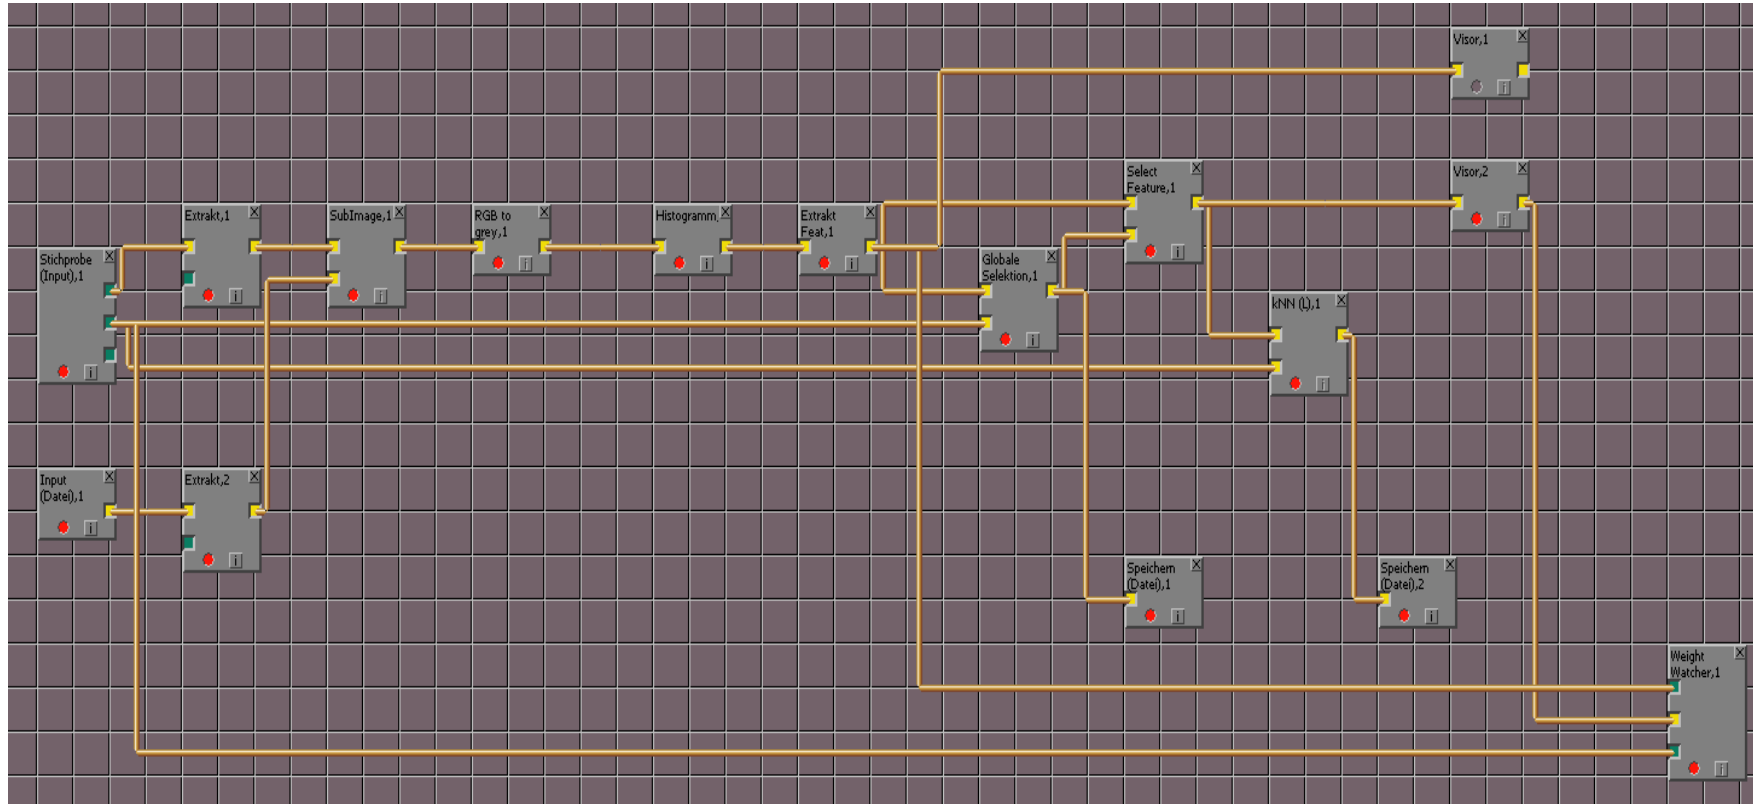 Visor,1
Select
Feature,1
Visor,2
Extrakt,1
SubImage,1
RGB to
grey,1
Histogramm,
Extrakt
Feat,1
Stichprobe
(Input),1
Globale
Selektion,1
kNN (L),1
Input
(Datei),1
Extrakt,2
Speichern
(Datei),1
Speichern
(Datei),2
Weight
Watcher,1